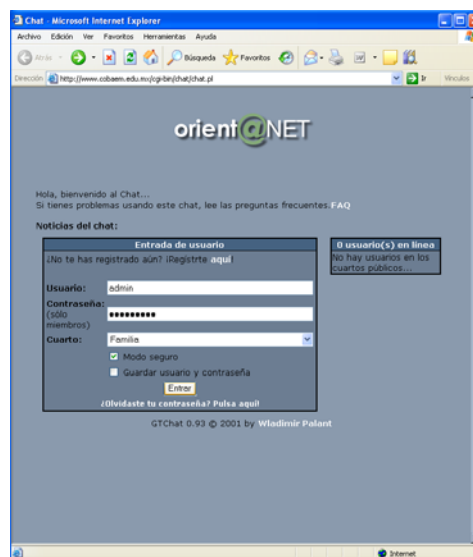 Chat - Microsoft Internet Explorer
Archivo Edición Ver Favoritos Herramientas Ayuda
Atrás Búsqueda Favoritos
Dirección http://www.cobaem.edu.mx/cgi-bin/chat/chat.pl Ir Vínculos
orient@NET
Hola, bienvenido al Chat...
Si tienes problemas usando este chat, lee las preguntas frecuentes FAQ
Noticias del chat:
Entrada de usuario
¿No te has registrado aún? ¡Regístrte aquí!
Usuario: admin
Contraseña: •••••••••
(sólo
miembros)
Cuarto: Familia
Modo seguro
Guardar usuario y contraseña
Entrar
¿Olvidaste tu contraseña? Pulsa aquí!
0 usuario(s) en linea
No hay usuarios en los
cuartos públicos...
GTChat 0.93 © 2001 by Wladimir Palant
Internet